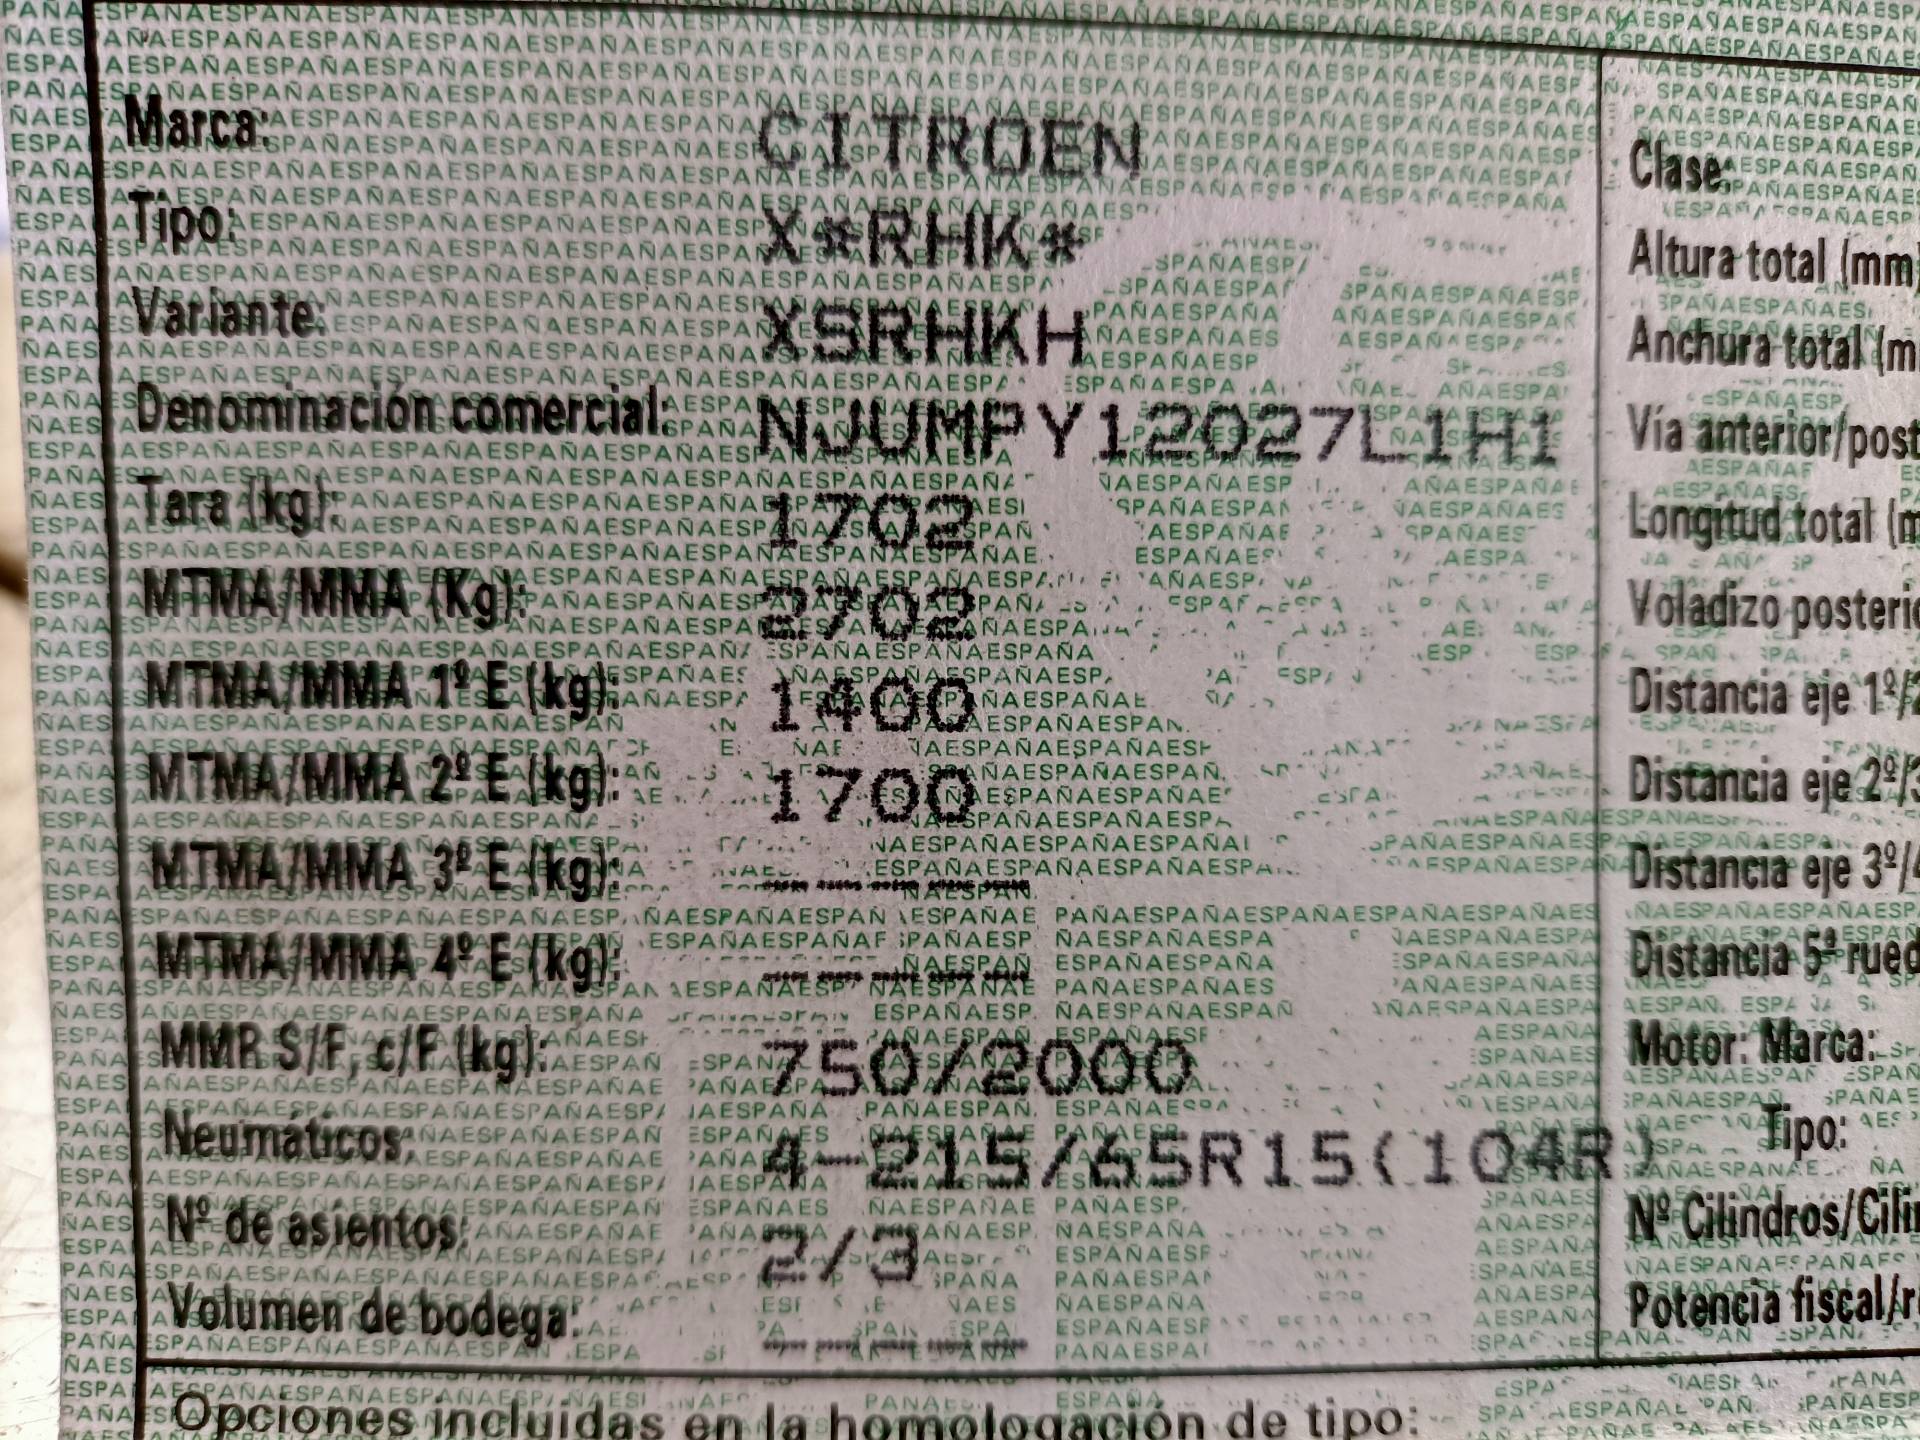 Marca: CITROEN
Tipo: X*RHK*
Variante: XSRHKH
Denominación comercial: NJUMPY12027L1H1
Tara (kg): 1702
MTMA/MMA (Kg): 2702
MTMA/MMA 1º E (kg): 1400
MTMA/MMA 2º E (kg): 1700
MTMA/MMA 3º E (kg): -----
MTMA/MMA 4º E (kg): -----
MMR S/F, c/F (kg): 750/2000
Neumáticos: 4-215/65R15(104R)
Nº de asientos: 2/3
Volumen de bodega: -----
Clase:
Altura total (mm)
Anchura total (m
Vía anterior/post
Longitud total (m
Voladizo posterio
Distancia eje 1º/2
Distancia eje 2º/3
Distancia eje 3º/4
Distancia 5ª rued
Motor: Marca:
Tipo:
Nº Cilindros/Cilin
Potencia fiscal/r
Opciones incluidas en la homologación de tipo: